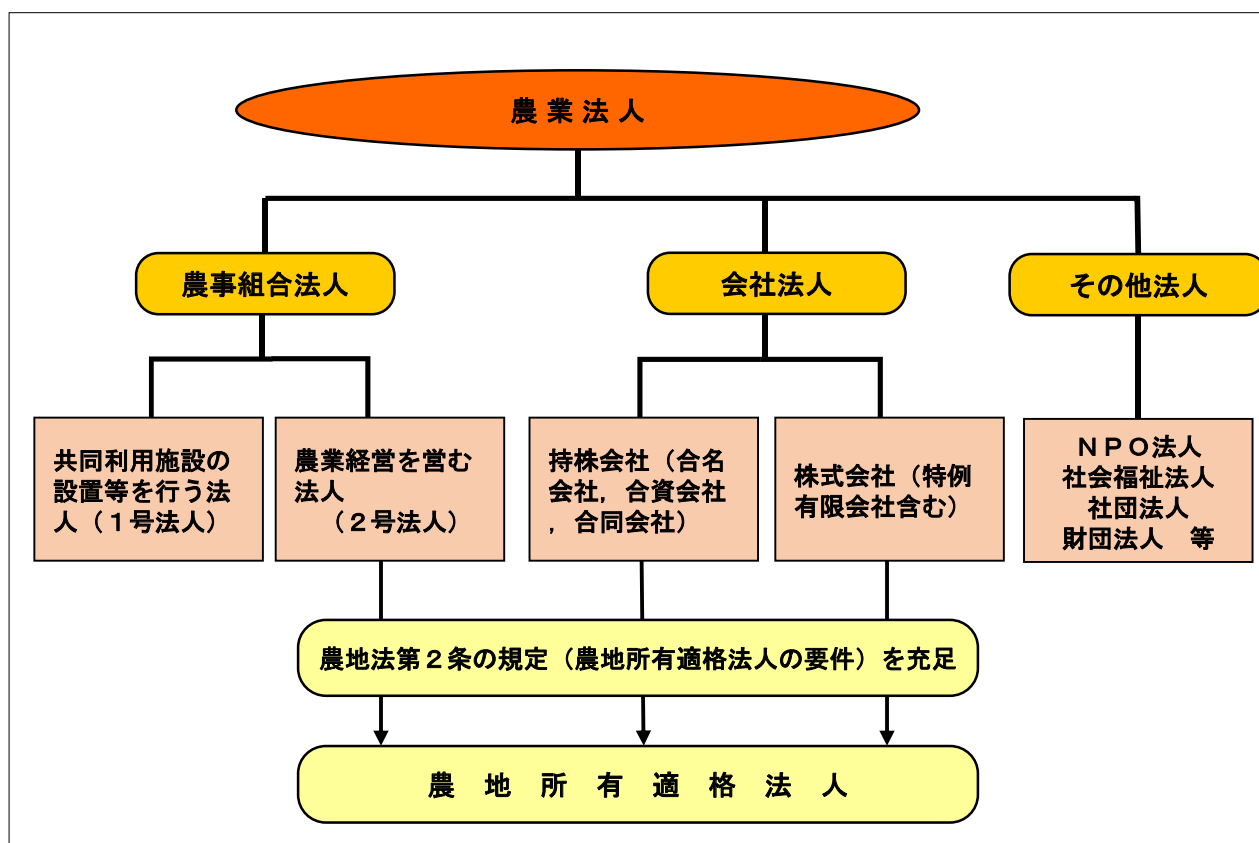 農業法人
農事組合法人
会社法人
その他法人
共同利用施設の
設置等を行う法
人（１号法人）
農業経営を営む
法人
（２号法人）
持株会社（合名
会社，合資会社
，合同会社）
株式会社（特例
有限会社含む）
ＮＰＯ法人
社会福祉法人
社団法人
財団法人　等
農地法第２条の規定（農地所有適格法人の要件）を充足
農　地　所　有　適　格　法　人